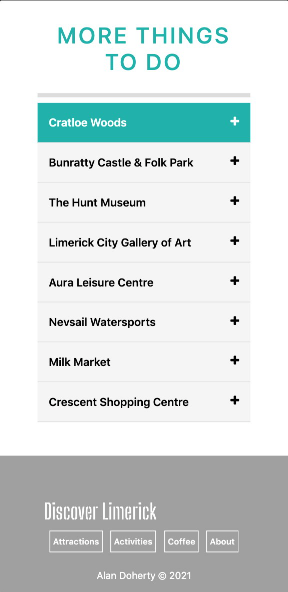 MORE THINGS
TO DO
Cratloe Woods +
Bunratty Castle & Folk Park +
The Hunt Museum +
Limerick City Gallery of Art +
Aura Leisure Centre +
Nevsail Watersports +
Milk Market +
Crescent Shopping Centre +
Discover Limerick
Attractions Activities Coffee About
Alan Doherty © 2021